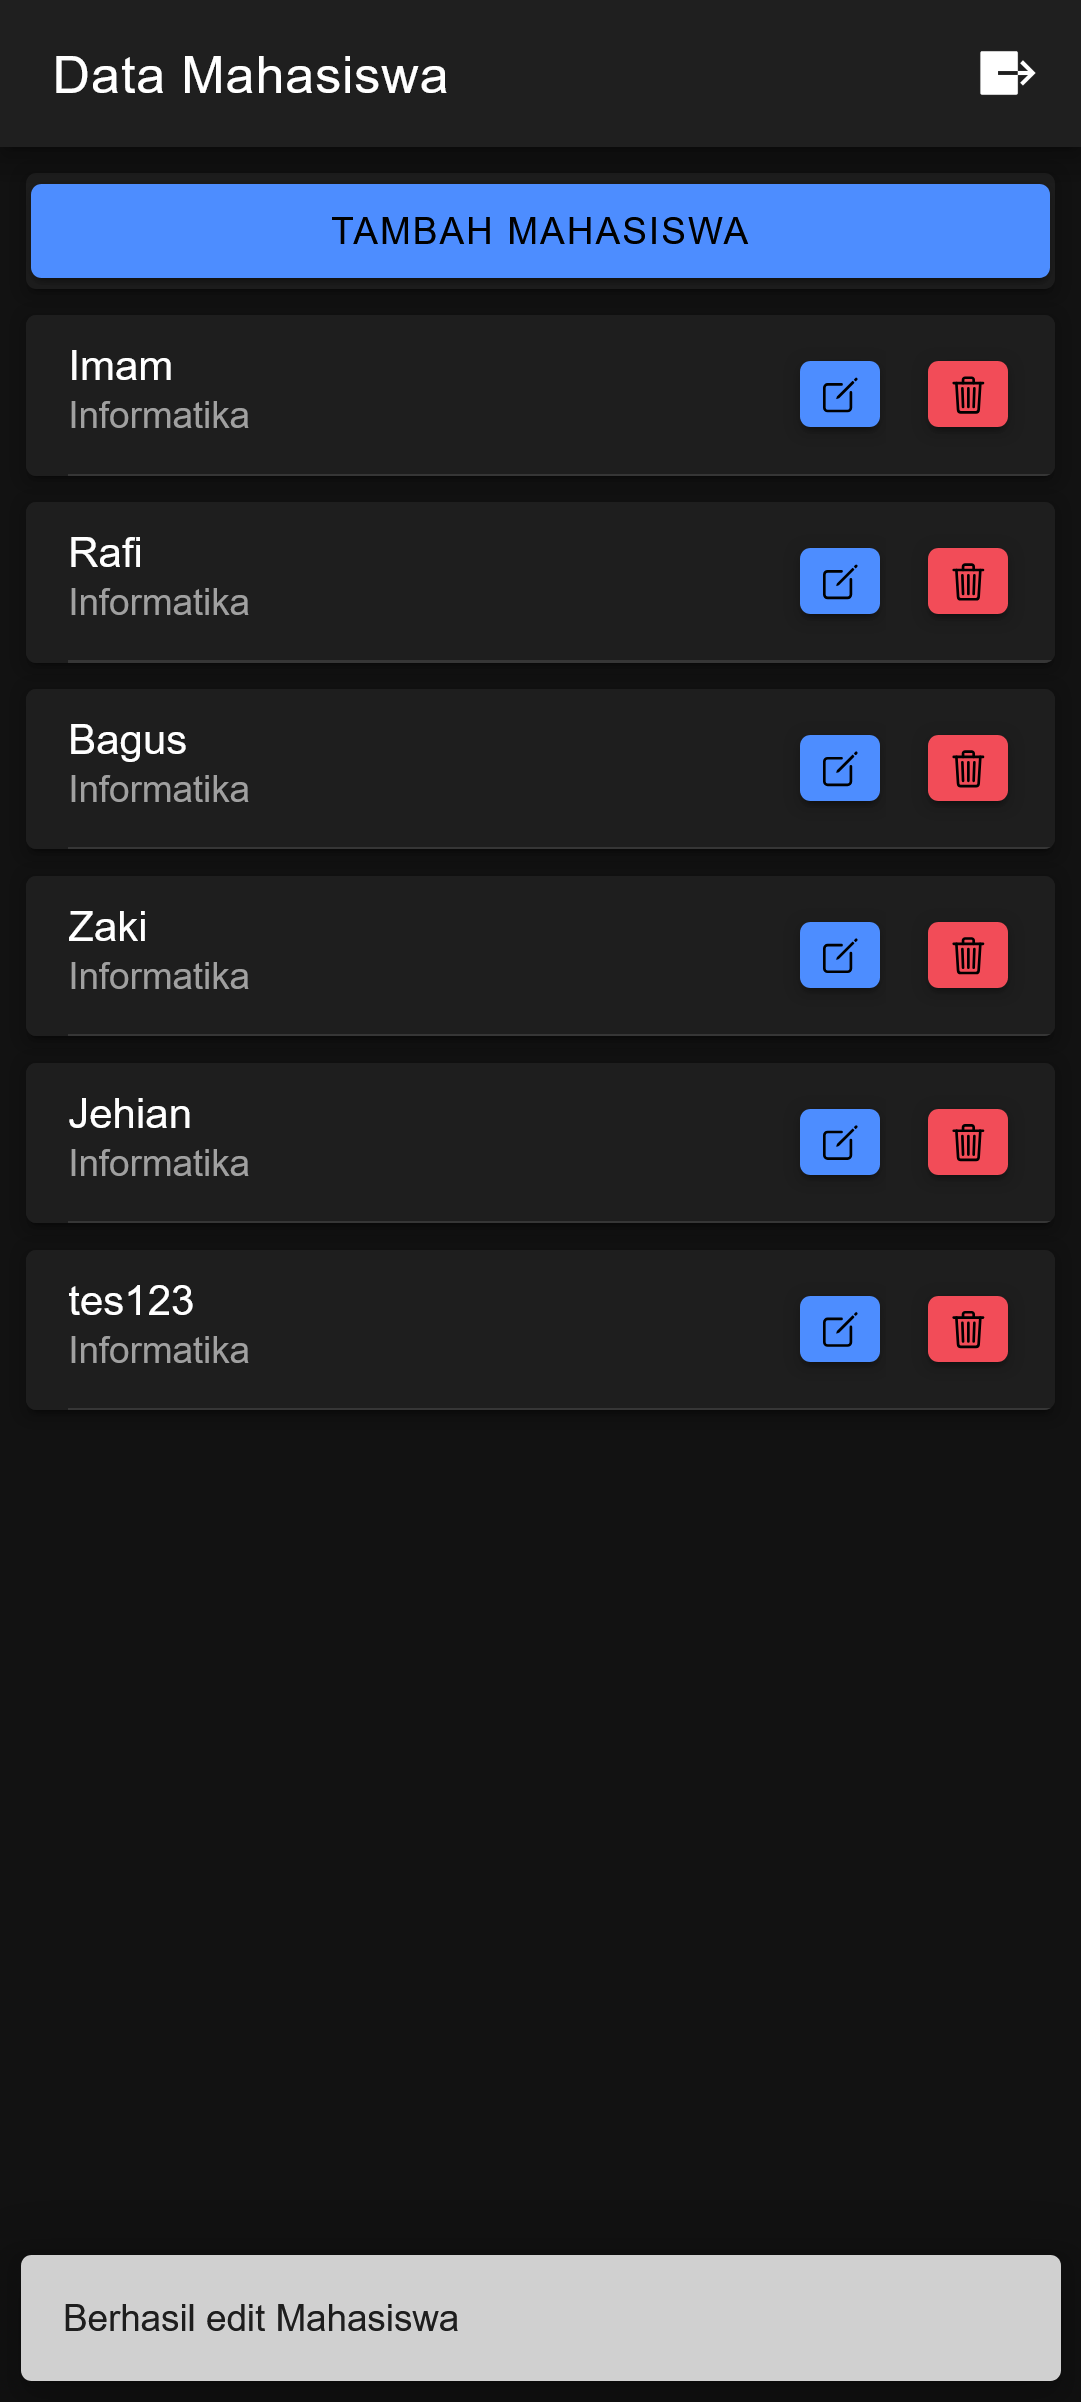 Data Mahasiswa
TAMBAH MAHASISWA
Imam
Informatika
Rafi
Informatika
Bagus
Informatika
Zaki
Informatika
Jehian
Informatika
tes123
Informatika
Berhasil edit Mahasiswa